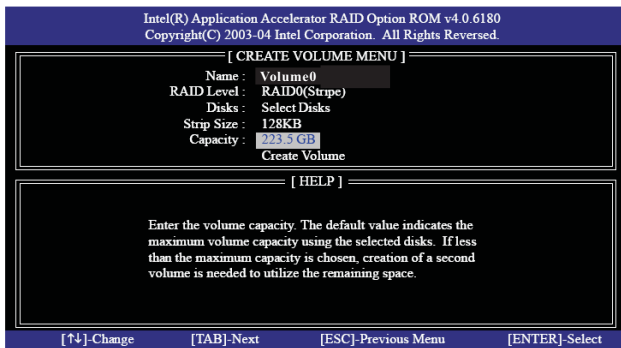 Intel(R) Application Accelerator RAID Option ROM v4.0.6180
Copyright(C) 2003-04 Intel Corporation. All Rights Reversed.
[ CREATE VOLUME MENU ]
Name : Volume0
RAID Level : RAID0(Stripe)
Disks : Select Disks
Strip Size : 128KB
Capacity : 223.5 GB
Create Volume
[ HELP ]
Enter the volume capacity. The default value indicates the
maximum volume capacity using the selected disks. If less
than the maximum capacity is chosen, creation of a second
volume is needed to utilize the remaining space.
[↑↓]-Change [TAB]-Next [ESC]-Previous Menu [ENTER]-Select